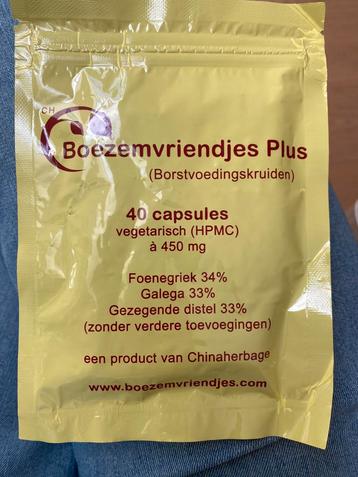 CH
Boezemvriendjes Plus
(Borstvoedingskruiden)
40 capsules
vegetarisch (HPMC)
à 450 mg
Foenegriek 34%
Galega 33%
Gezegende distel 33%
(zonder verdere toevoegingen)
een product van Chinaherbage
www.boezemvriendjes.com